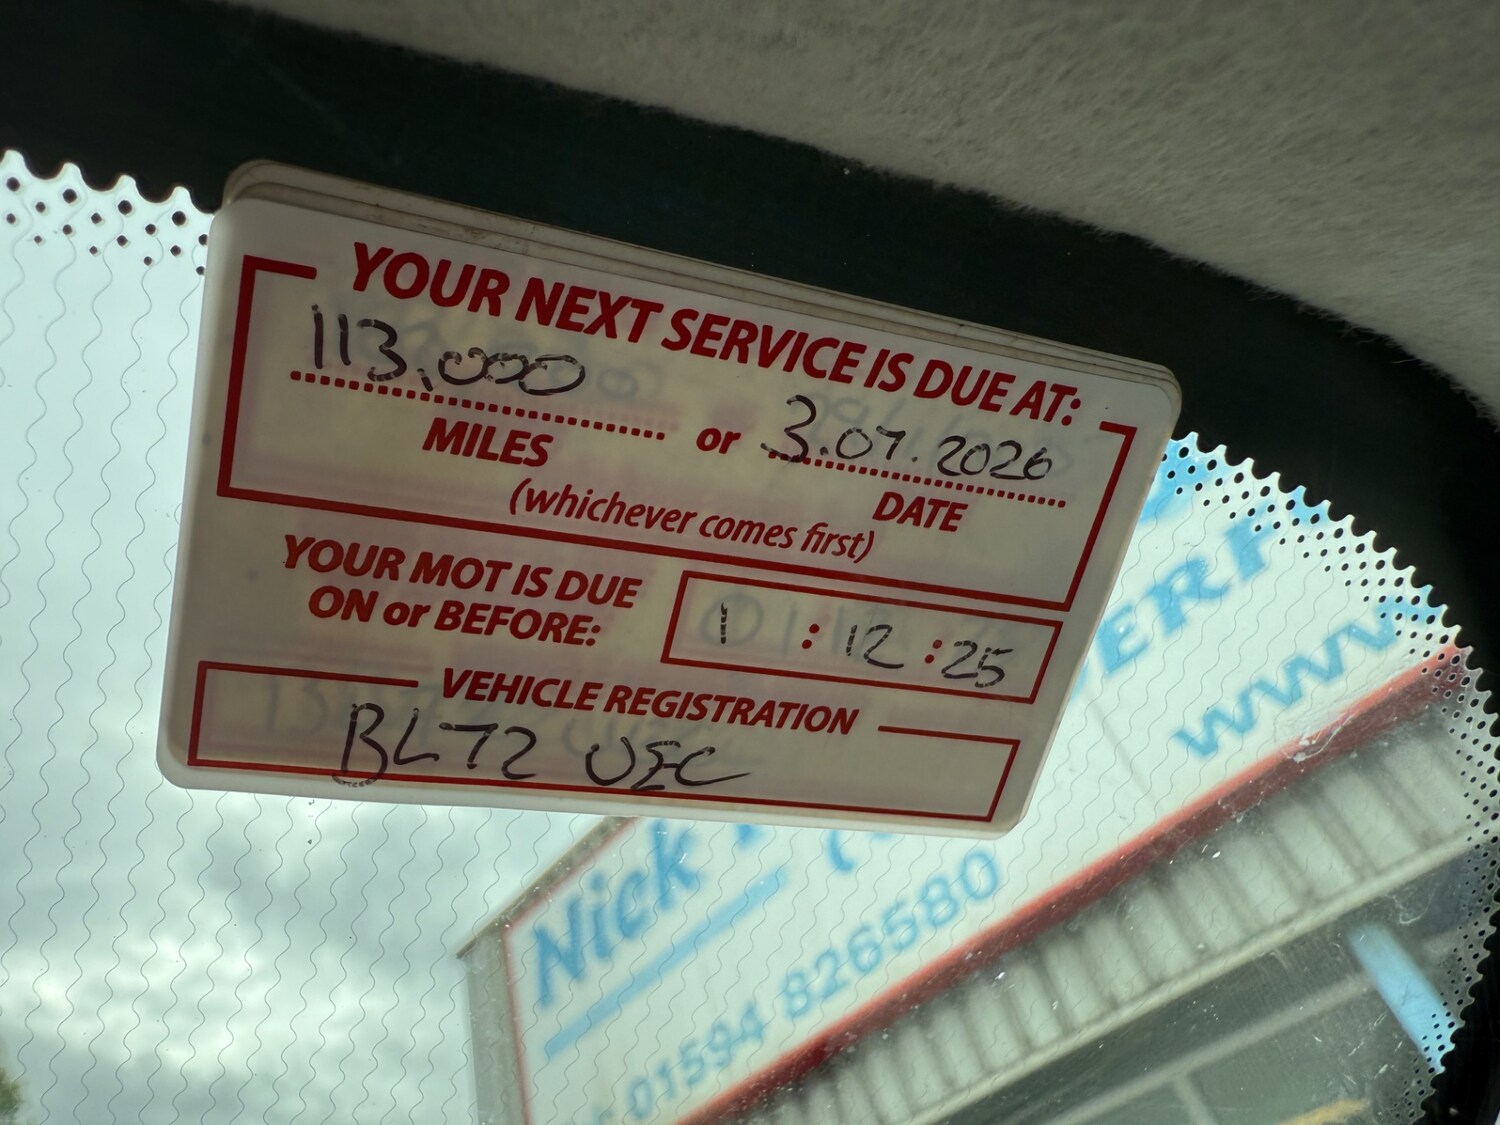 YOUR NEXT SERVICE IS DUE AT:
113,000 MILES or 3.07.2026 DATE
(whichever comes first)
YOUR MOT IS DUE
ON or BEFORE: 1 : 12 : 25
VEHICLE REGISTRATION
BL72 UEC
Nick
www
01594 826580